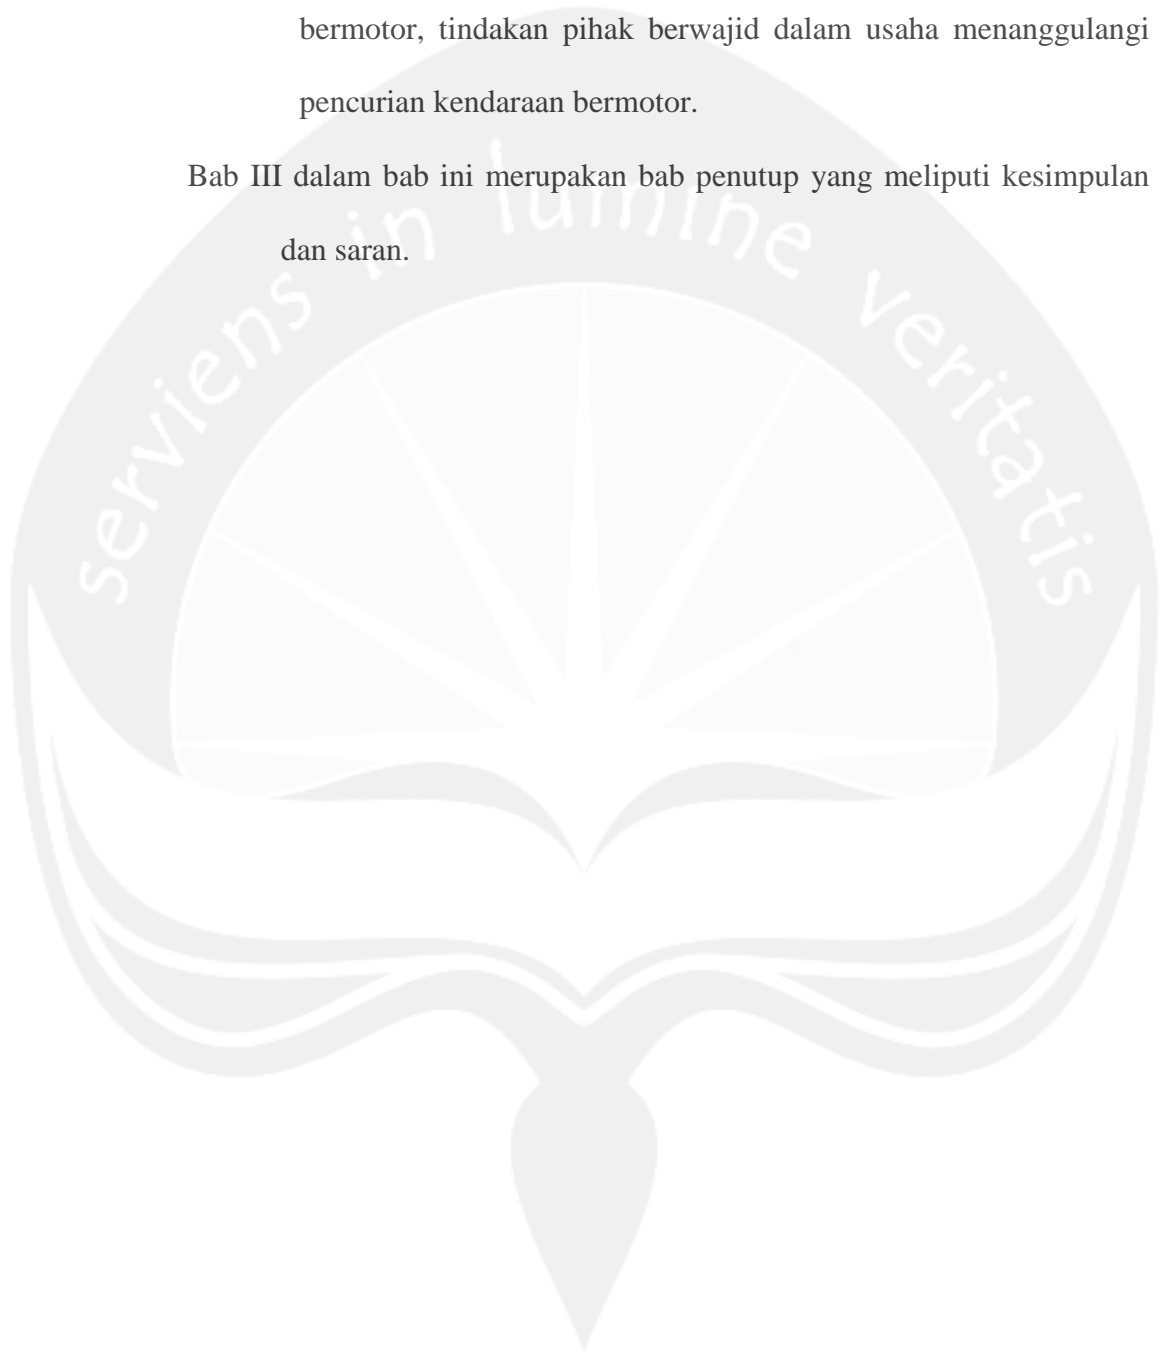 bermotor, tindakan pihak berwajid dalam usaha menanggulangi
pencurian kendaraan bermotor.
Bab III dalam bab ini merupakan bab penutup yang meliputi kesimpulan
dan saran.
serviens in lumine veritatis